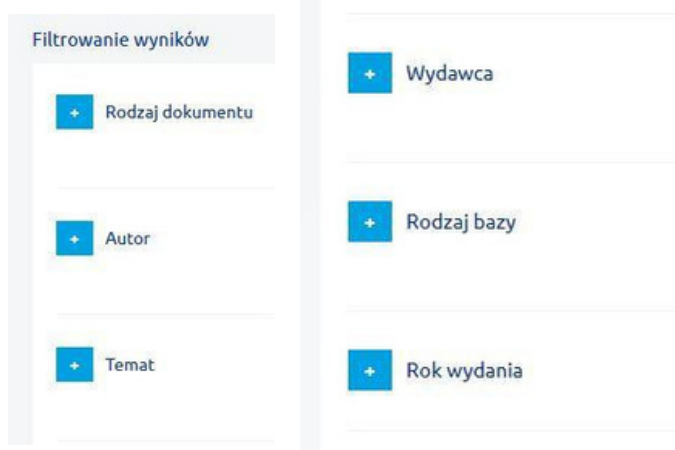 Filtrowanie wyników
+ Rodzaj dokumentu
+ Autor
+ Temat
+ Wydawca
+ Rodzaj bazy
+ Rok wydania